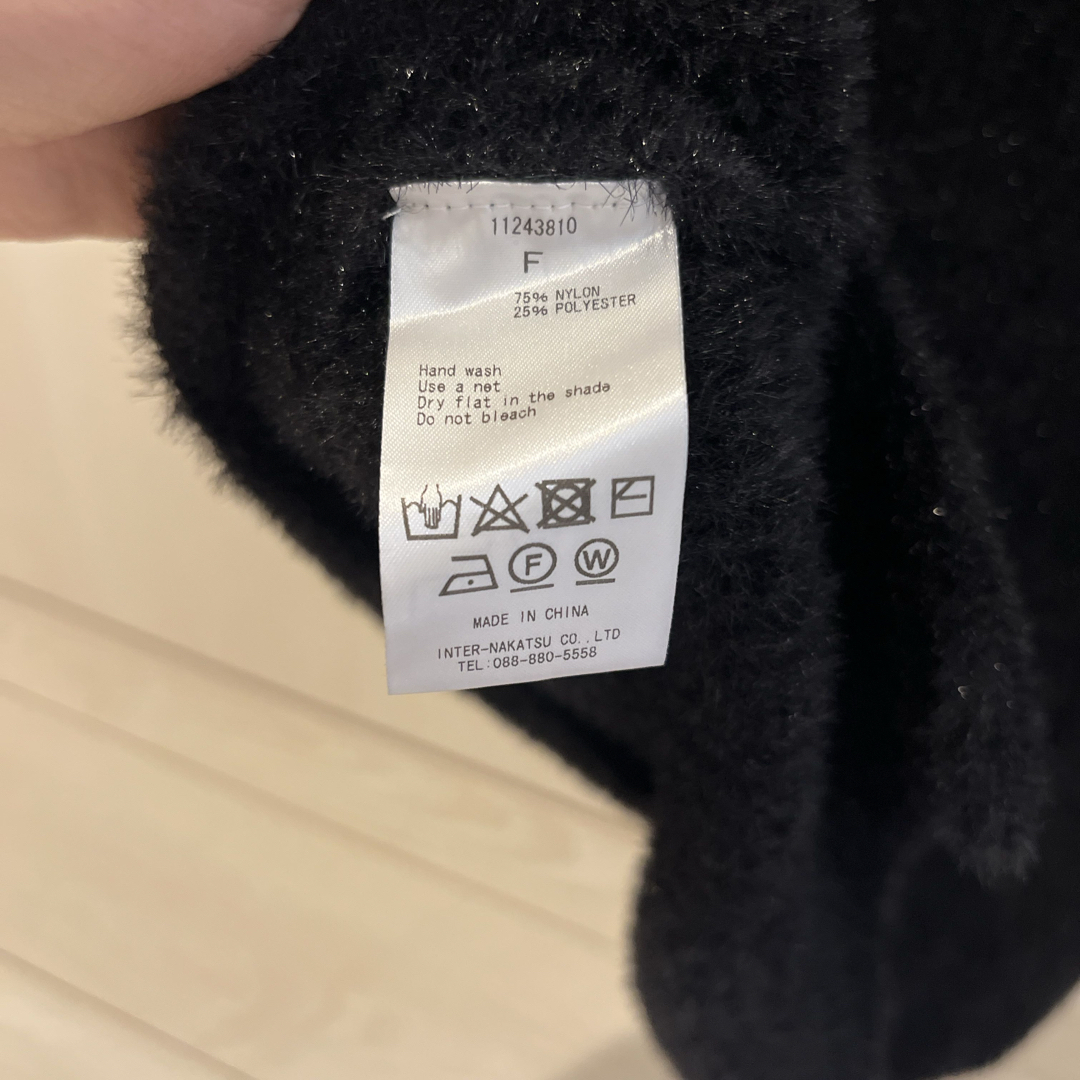 11243810
F
75% NYLON
25% POLYESTER
Hand wash
Use a net
Dry flat in the shade
Do not bleach
F W
MADE IN CHINA
INTER-NAKATSU CO.,LTD
TEL:088-880-5558